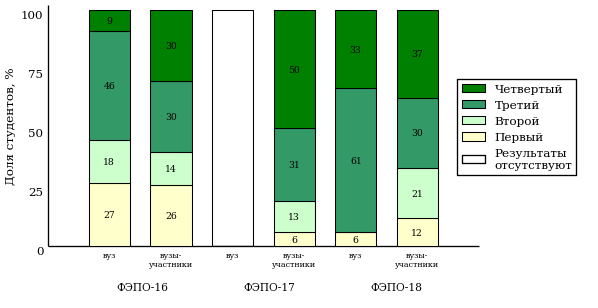 100
75
50
25
0
Доля студентов, %
9
46
18
27
30
30
14
26
50
31
13
6
33
61
6
37
30
21
12
вуз
вузы-
участники
вуз
вузы-
участники
вуз
вузы-
участники
ФЭПО-16
ФЭПО-17
ФЭПО-18
Четвертый
Третий
Второй
Первый
Результаты
отсутствуют